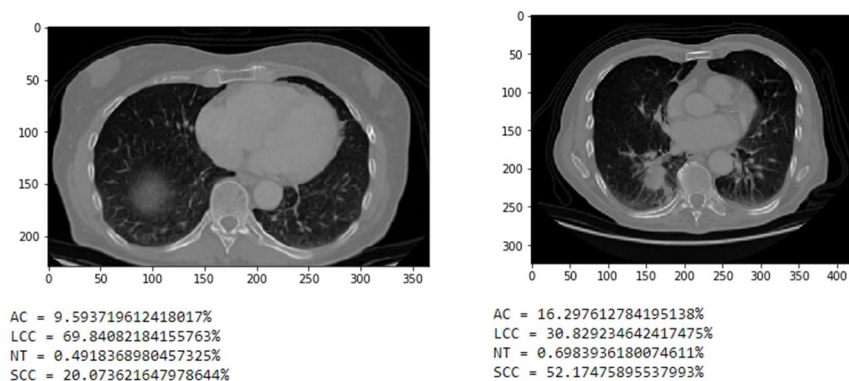 0
50
100
150
200
0 50 100 150 200 250 300 350
AC = 9.593719612418017%
LCC = 69.84082184155763%
NT = 0.4918368980457325%
SCC = 20.073621647978644%
0
50
100
150
200
250
300
0 50 100 150 200 250 300 350 400
AC = 16.297612784195138%
LCC = 30.829234642417475%
NT = 0.6983936180074611%
SCC = 52.17475895537993%